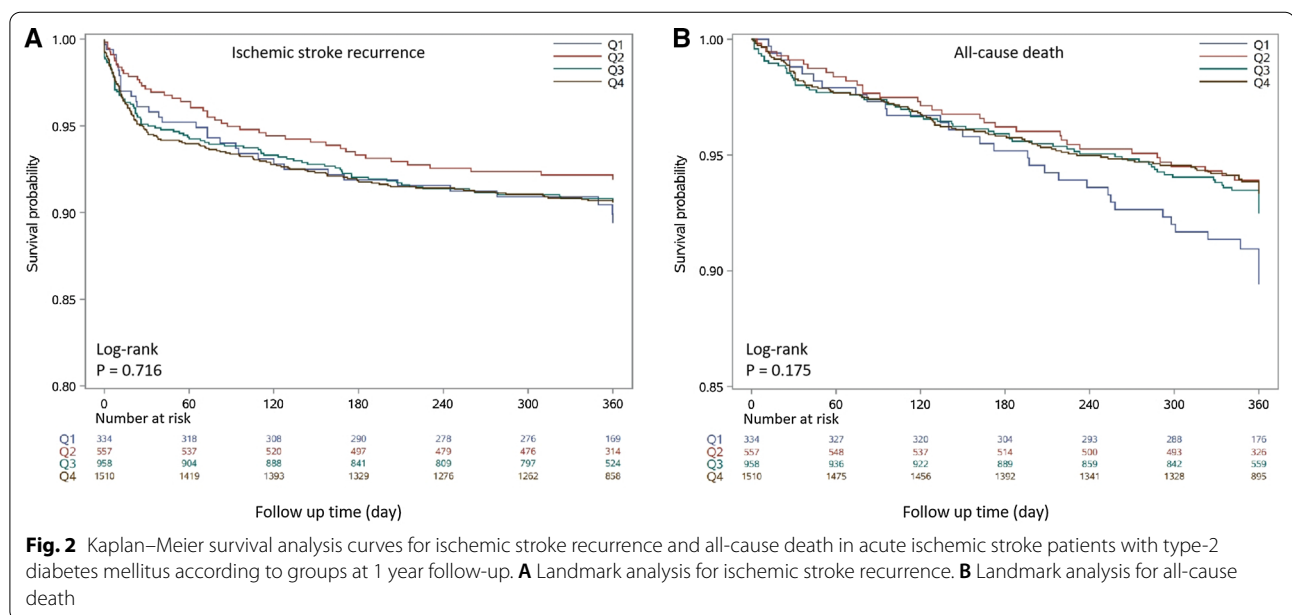 A
Ischemic stroke recurrence
Q1
Q2
Q3
Q4
1.00
0.95
0.90
0.85
0.80
Survival probability
Log-rank
P = 0.716
0 60 120 180 240 300 360
Number at risk
Q1 334 318 308 290 278 276 169
Q2 557 537 520 497 479 476 314
Q3 958 904 888 841 809 797 524
Q4 1510 1419 1393 1329 1276 1262 858
Follow up time (day)
B
All-cause death
Q1
Q2
Q3
Q4
1.00
0.95
0.90
0.85
Survival probability
Log-rank
P = 0.175
0 60 120 180 240 300 360
Number at risk
Q1 334 327 320 304 293 288 176
Q2 557 548 537 514 500 493 326
Q3 958 936 922 889 859 842 559
Q4 1510 1475 1456 1392 1341 1328 895
Follow up time (day)
Fig. 2 Kaplan–Meier survival analysis curves for ischemic stroke recurrence and all-cause death in acute ischemic stroke patients with type-2
diabetes mellitus according to groups at 1 year follow-up. A Landmark analysis for ischemic stroke recurrence. B Landmark analysis for all-cause
death